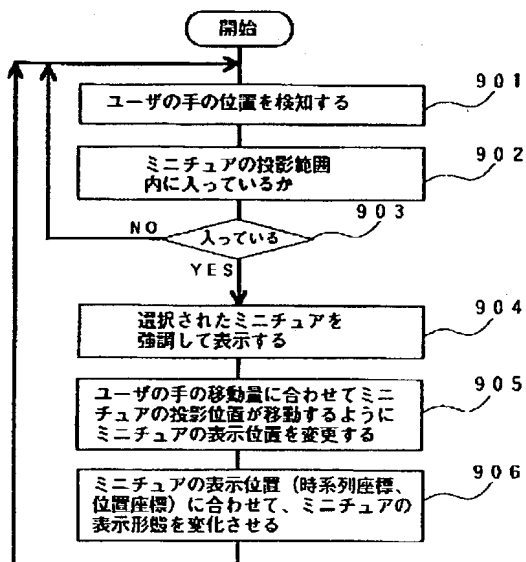 開始
901
ユーザの手の位置を検知する
902
ミニチュアの投影範囲
内に入っているか
903
NO
入っている
YES
904
選択されたミニチュアを
強調して表示する
905
ユーザの手の移動量に合わせてミニ
チュアの投影位置が移動するように
ミニチュアの表示位置を変更する
906
ミニチュアの表示位置（時系列座標、
位置座標）に合わせて、ミニチュアの
表示形態を変化させる